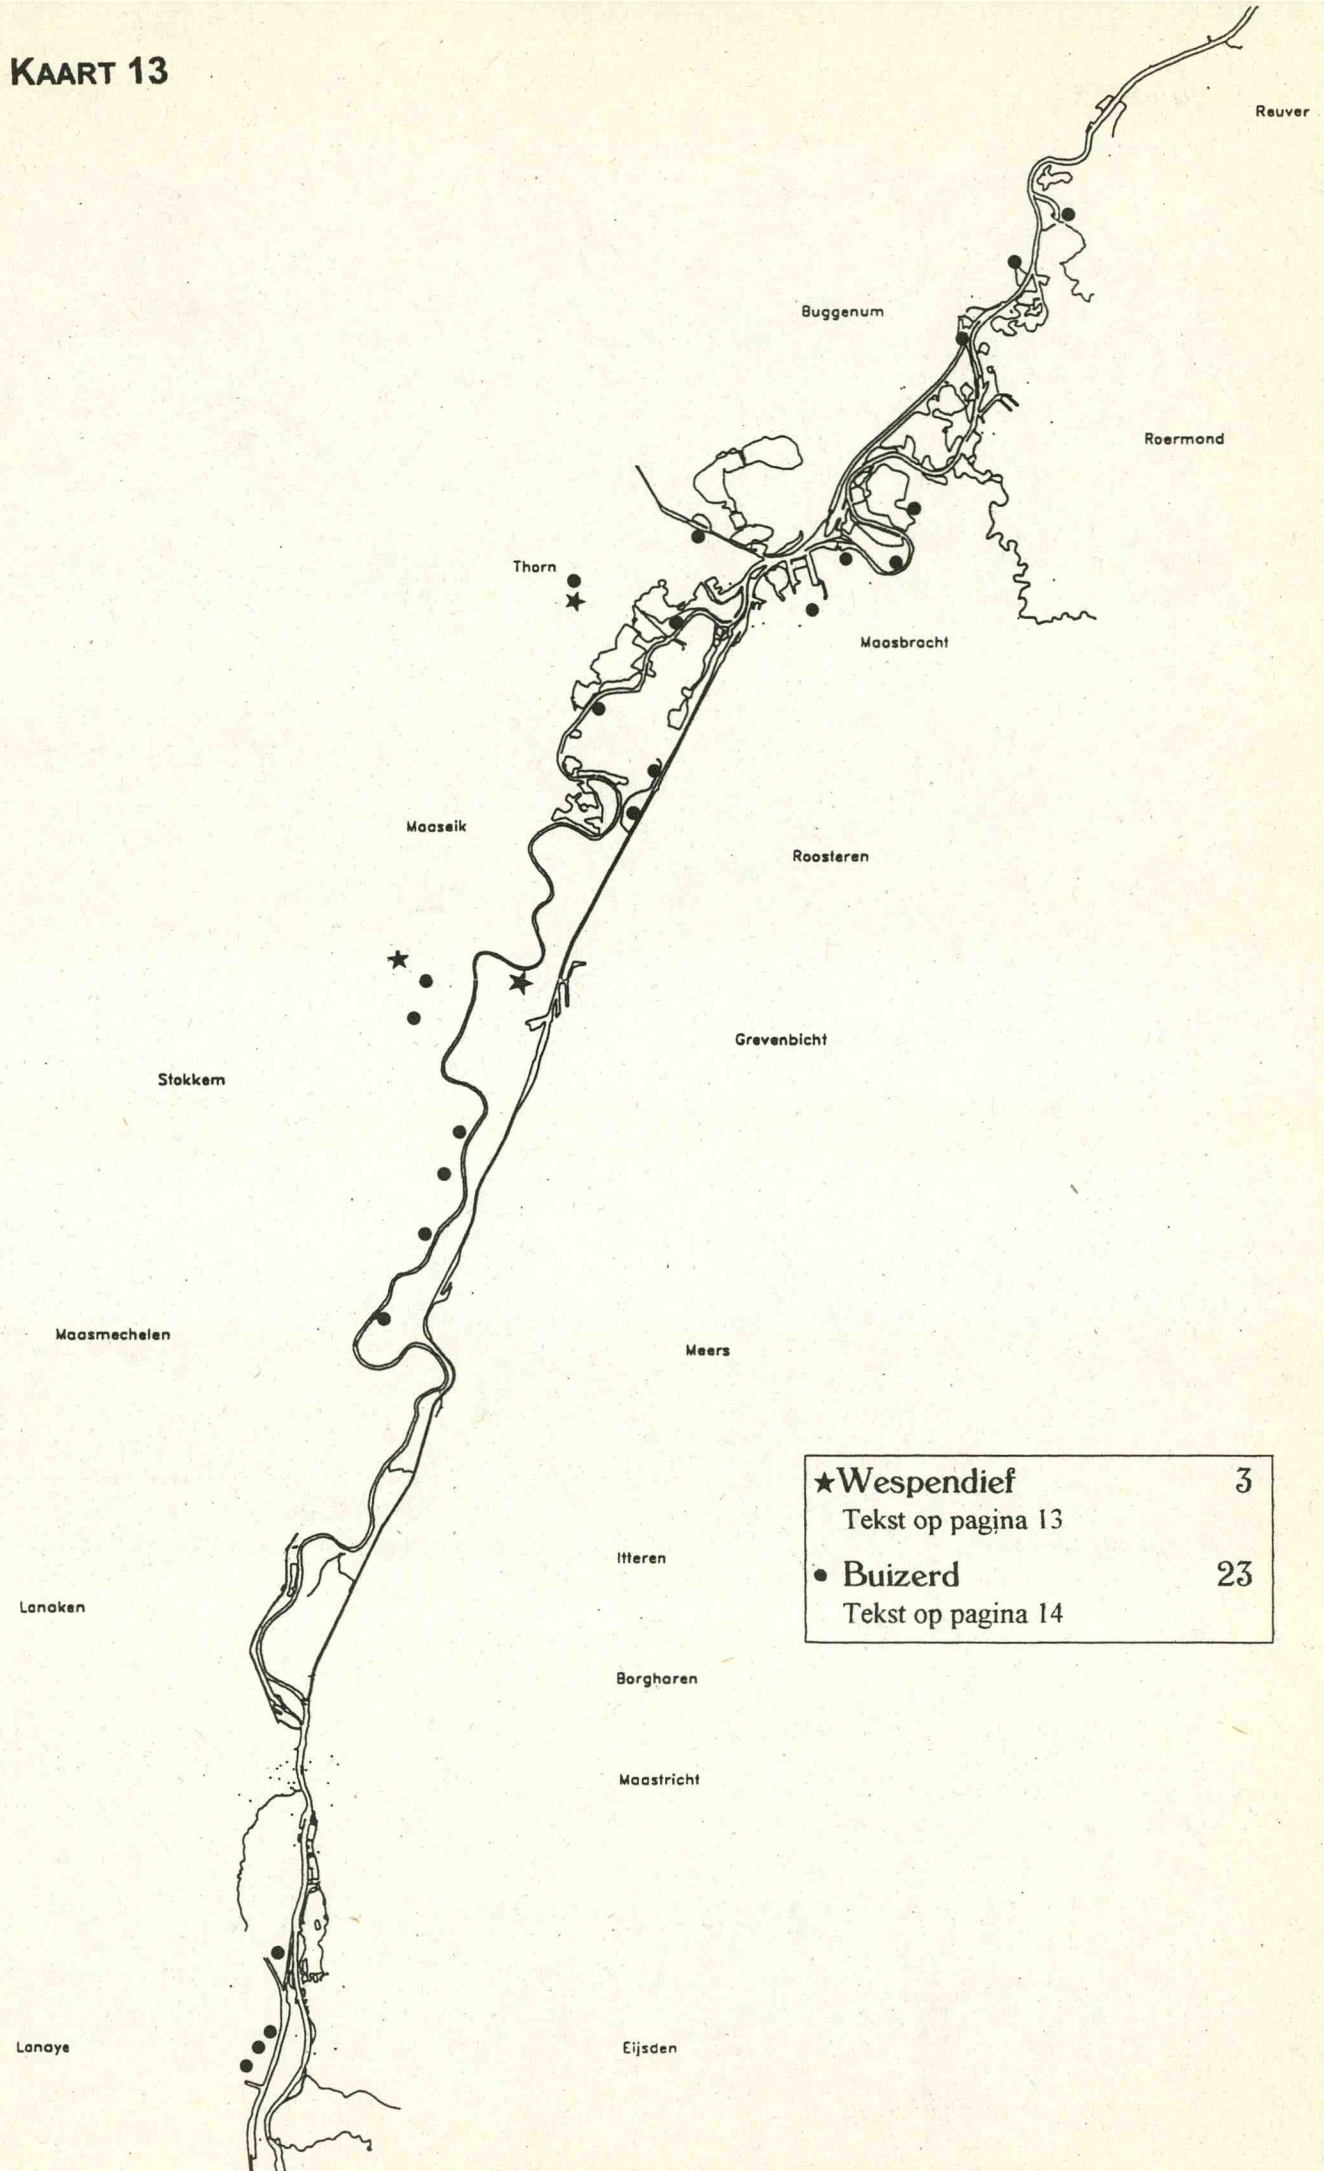 KAART 13
Reuver
Buggenum
Roermond
Thorn
Maasbracht
Maaseik
Roosteren
Grevenbicht
Stokkem
Maasmechelen
Meers
★Wespendief 3
Tekst op pagina 13
Itteren
● Buizerd 23
Lanaken
Tekst op pagina 14
Borgharen
Maastricht
Lanaye
Eijsden